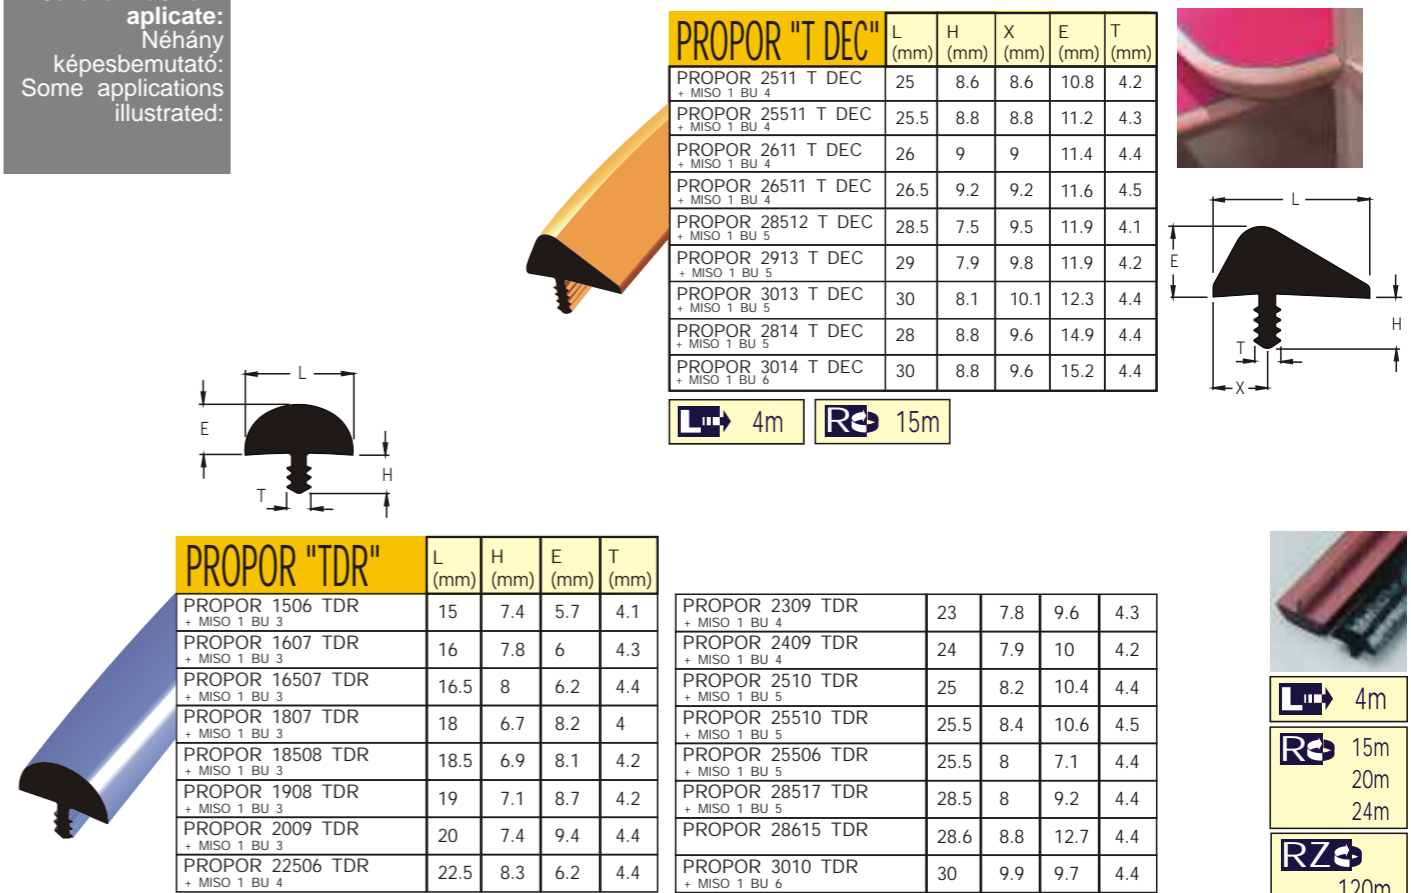 aplicate:
Néhány
képesbemutató:
Some applications
illustrated:
PROPOR "T DEC" L (mm) H (mm) X (mm) E (mm) T (mm)
PROPOR 2511 T DEC 25 8.6 8.6 10.8 4.2
+ MISO 1 BU 4
PROPOR 25511 T DEC 25.5 8.8 8.8 11.2 4.3
+ MISO 1 BU 4
PROPOR 2611 T DEC 26 9 9 11.4 4.4
+ MISO 1 BU 4
PROPOR 26511 T DEC 26.5 9.2 9.2 11.6 4.5
+ MISO 1 BU 4
PROPOR 28512 T DEC 28.5 7.5 9.5 11.9 4.1
+ MISO 1 BU 5
PROPOR 2913 T DEC 29 7.9 9.8 11.9 4.2
+ MISO 1 BU 5
PROPOR 3013 T DEC 30 8.1 10.1 12.3 4.4
+ MISO 1 BU 5
PROPOR 2814 T DEC 28 8.8 9.6 14.9 4.4
+ MISO 1 BU 5
PROPOR 3014 T DEC 30 8.8 9.6 15.2 4.4
+ MISO 1 BU 6
L 4m
R 15m
L
E
H
T
X
L
E
H
T
PROPOR "TDR" L (mm) H (mm) E (mm) T (mm)
PROPOR 1506 TDR 15 7.4 5.7 4.1
+ MISO 1 BU 3
PROPOR 1607 TDR 16 7.8 6 4.3
+ MISO 1 BU 3
PROPOR 16507 TDR 16.5 8 6.2 4.4
+ MISO 1 BU 3
PROPOR 1807 TDR 18 6.7 8.2 4
+ MISO 1 BU 3
PROPOR 18508 TDR 18.5 6.9 8.1 4.2
+ MISO 1 BU 3
PROPOR 1908 TDR 19 7.1 8.7 4.2
+ MISO 1 BU 3
PROPOR 2009 TDR 20 7.4 9.4 4.4
+ MISO 1 BU 3
PROPOR 22506 TDR 22.5 8.3 6.2 4.4
+ MISO 1 BU 4
PROPOR 2309 TDR 23 7.8 9.6 4.3
+ MISO 1 BU 4
PROPOR 2409 TDR 24 7.9 10 4.2
+ MISO 1 BU 4
PROPOR 2510 TDR 25 8.2 10.4 4.4
+ MISO 1 BU 5
PROPOR 25510 TDR 25.5 8.4 10.6 4.5
+ MISO 1 BU 5
PROPOR 25506 TDR 25.5 8 7.1 4.4
+ MISO 1 BU 5
PROPOR 28517 TDR 28.5 8 9.2 4.4
+ MISO 1 BU 5
PROPOR 28615 TDR 28.6 8.8 12.7 4.4
PROPOR 3010 TDR 30 9.9 9.7 4.4
+ MISO 1 BU 6
L 4m
R 15m
20m
24m
RZ
120m